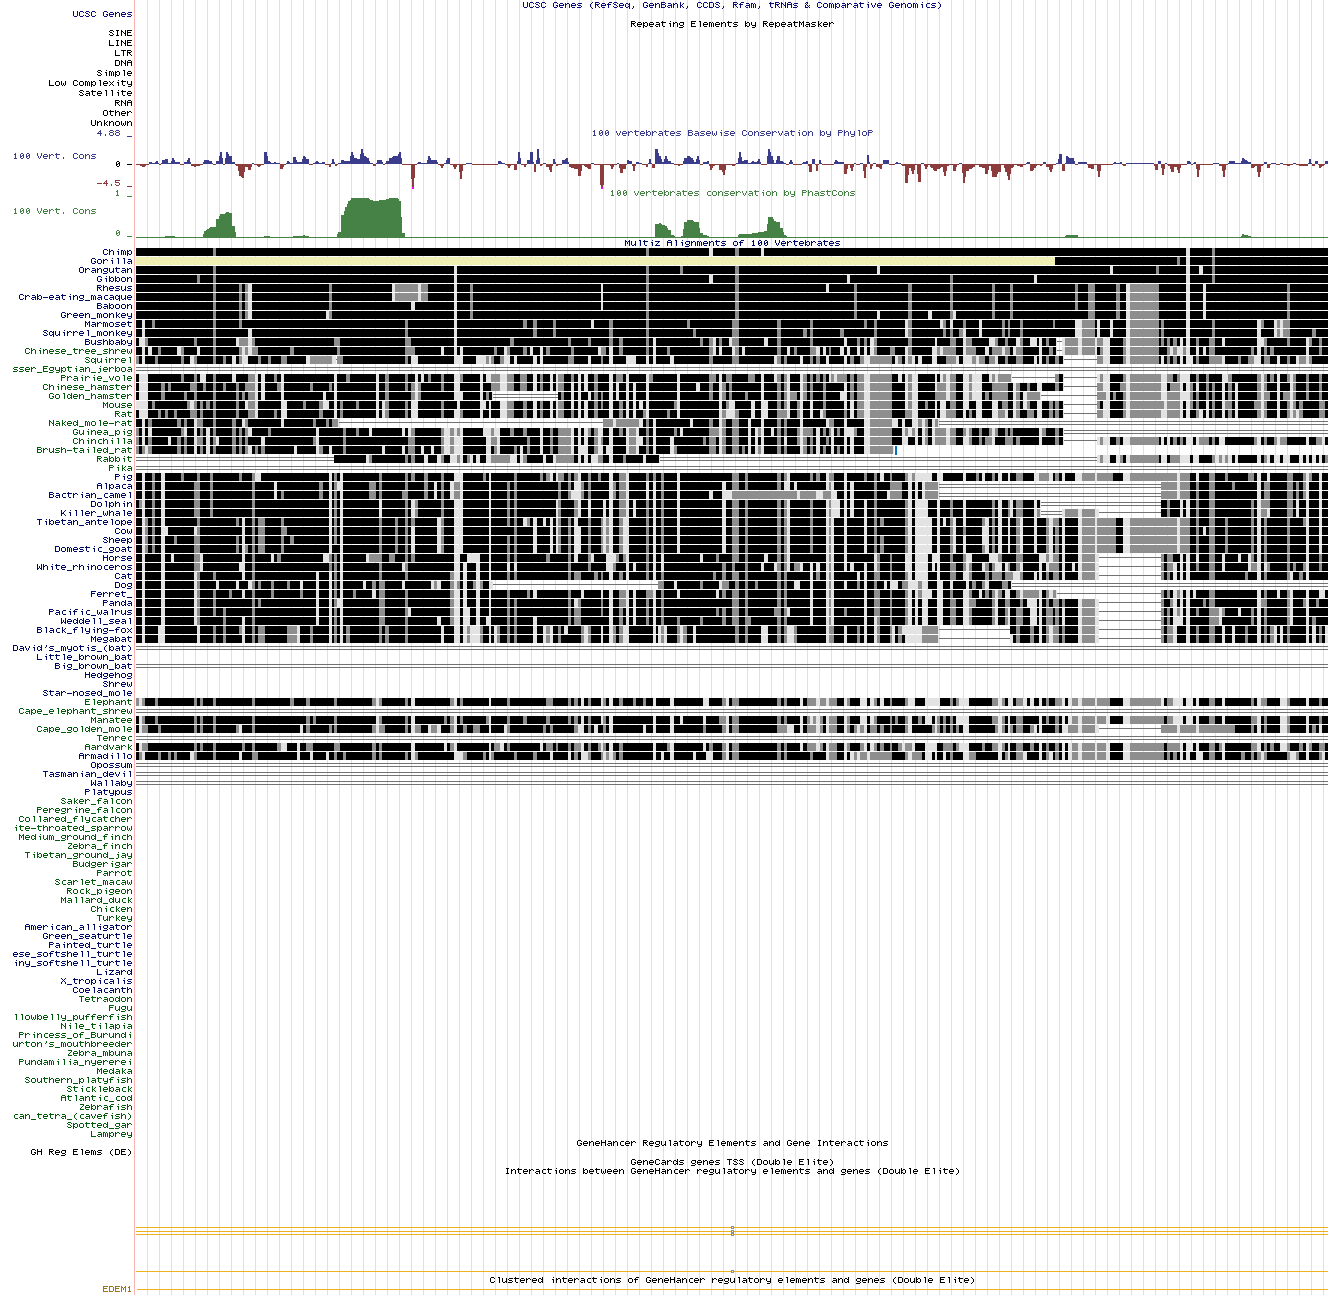 UCSC Genes (RefSeq, GenBank, CCDS, Rfam, tRNAs & Comparative Genomics)
UCSC Genes
Repeating Elements by RepeatMasker
SINE
LINE
LTR
DNA
Simple
Low Complexity
Satellite
RNA
Other
Unknown
4.88 _
100 vertebrates Basewise Conservation by PhyloP
100 Vert. Cons
0 _
-4.5 _
100 vertebrates conservation by PhastCons
1 _
100 Vert. Cons
0 _
Multiz Alignments of 100 Vertebrates
Chimp
Gorilla
Orangutan
Gibbon
Rhesus
Crab-eating_macaque
Baboon
Green_monkey
Marmoset
Squirrel_monkey
Bushbaby
Chinese_tree_shrew
Squirrel
sser_Egyptian_jerboa
Prairie_vole
Chinese_hamster
Golden_hamster
Mouse
Rat
Naked_mole-rat
Guinea_pig
Chinchilla
Brush-tailed_rat
Rabbit
Pika
Pig
Alpaca
Bactrian_camel
Dolphin
Killer_whale
Tibetan_antelope
Cow
Sheep
Domestic_goat
Horse
White_rhinoceros
Cat
Dog
Ferret_
Panda
Pacific_walrus
Weddell_seal
Black_flying-fox
Megabat
David's_myotis_(bat)
Little_brown_bat
Big_brown_bat
Hedgehog
Shrew
Star-nosed_mole
Elephant
Cape_elephant_shrew
Manatee
Cape_golden_mole
Tenrec
Aardvark
Armadillo
Opossum
Tasmanian_devil
Wallaby
Platypus
Saker_falcon
Peregrine_falcon
Collared_flycatcher
ite-throated_sparrow
Medium_ground_finch
Zebra_finch
Tibetan_ground_jay
Budgerigar
Parrot
Scarlet_macaw
Rock_pigeon
Mallard_duck
Chicken
Turkey
American_alligator
Green_seaturtle
Painted_turtle
ese_softshell_turtle
iny_softshell_turtle
Lizard
X_tropicalis
Coelacanth
Tetraodon
Fugu
llowbelly_pufferfish
Nile_tilapia
Princess_of_Burundi
urton's_mouthbreeder
Zebra_mbuna
Pundamilia_nyererei
Medaka
Southern_platyfish
Stickleback
Atlantic_cod
Zebrafish
can_tetra_(cavefish)
Spotted_gar
Lamprey
GeneHancer Regulatory Elements and Gene Interactions
GH Reg Elems (DE)
GeneCards genes TSS (Double Elite)
Interactions between GeneHancer regulatory elements and genes (Double Elite)
Clustered interactions of GeneHancer regulatory elements and genes (Double Elite)
EDEM1